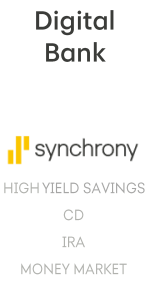 Digital
Bank
synchrony
HIGH YIELD SAVINGS
CD
IRA
MONEY MARKET